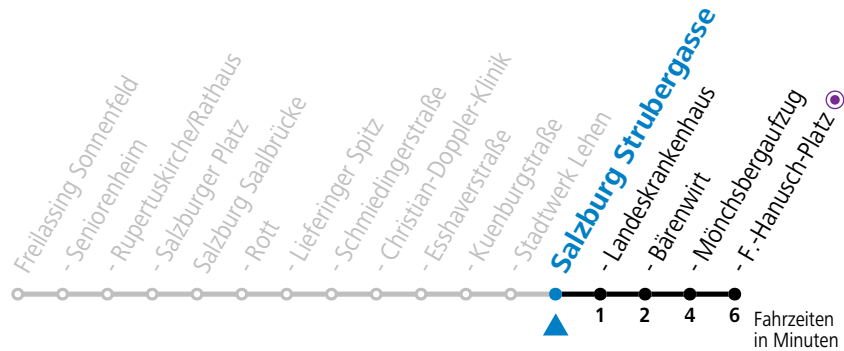 Freilassing Sonnenfeld
- Seniorenheim
- Rupertuskirche/Rathaus
- Salzburger Platz
Salzburg Saalbrücke
- Rott
- Lieferinger Spitz
- Schmiedingerstraße
- Christian-Doppler-Klinik
- Esshaverstraße
- Kuenburgstraße
- Stadtwerk Lehen
Salzburg Strubergasse
- Landeskrankenhaus
- Bärenwirt
- Mönchsbergaufzug
- F.-Hanusch-Platz
1 2 4 6 Fahrzeiten
in Minuten